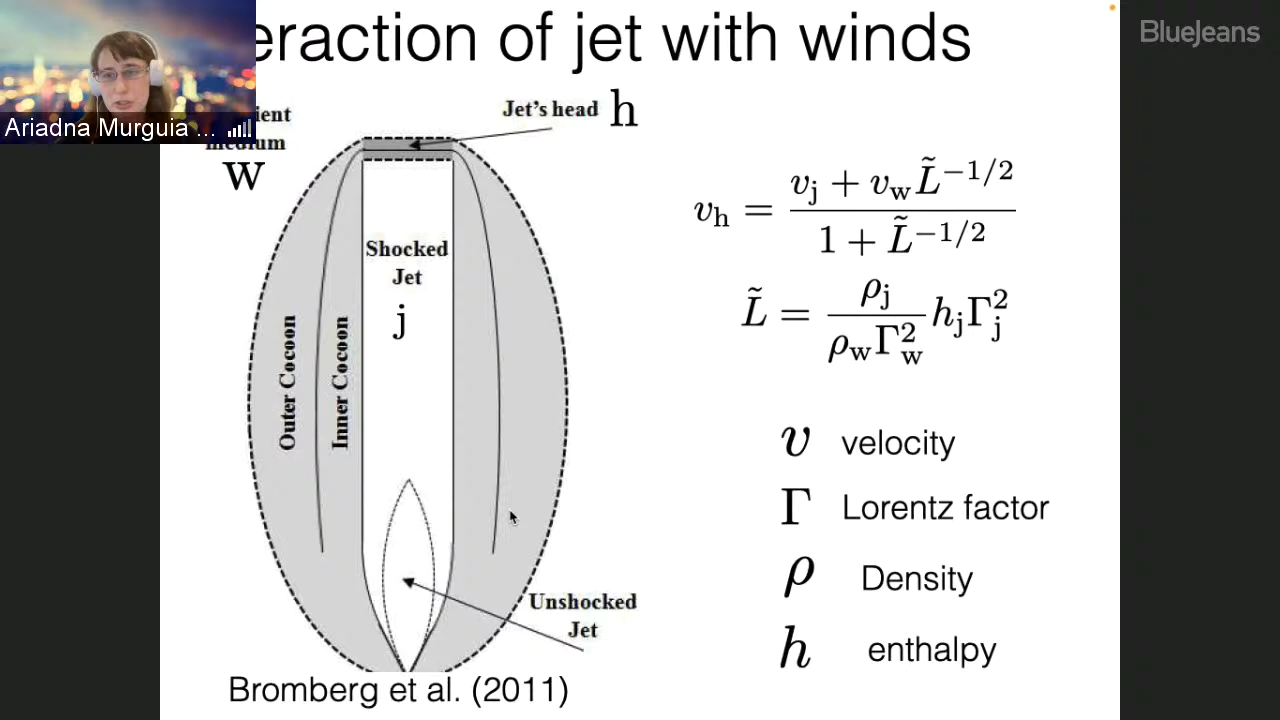 eraction of jet with winds
BlueJeans
Ariadna Murguia ...
ient
medium
w
Jet's head h
Shocked
Jet
j
Outer Cocoon
Inner Cocoon
Unshocked
Jet
Bromberg et al. (2011)
v_h = (v_j + v_w L̃^{-1/2}) / (1 + L̃^{-1/2})
L̃ = ρ_j / (ρ_w Γ_w^2) h_j Γ_j^2
v velocity
Γ Lorentz factor
ρ Density
h enthalpy